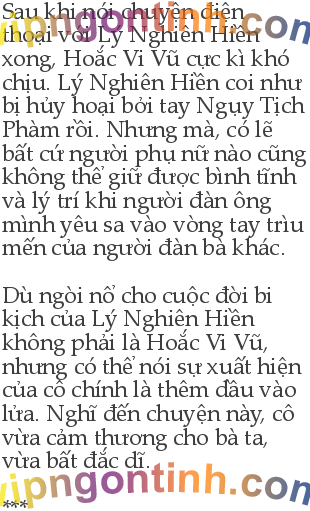 Sau khi nói chuyện điện
thoại với Lý Nghiên Hiền
xong, Hoắc Vi Vũ cực kì khó
chịu. Lý Nghiên Hiền coi như
bị hủy hoại bởi tay Ngụy Tịch
Phàm rồi. Nhưng mà, có lẽ
bất cứ người phụ nữ nào cũng
không thể giữ được bình tĩnh
và lý trí khi người đàn ông
mình yêu sa vào vòng tay trìu
mến của người đàn bà khác.

Dù ngòi nổ cho cuộc đời bi
kịch của Lý Nghiên Hiền
không phải là Hoắc Vi Vũ,
nhưng có thể nói sự xuất hiện
của cô chính là thêm dầu vào
lửa. Nghĩ đến chuyện này, cô
vừa cảm thương cho bà ta,
vừa bất đắc dĩ.
***
vipngontinh.com
vipngontinh.com